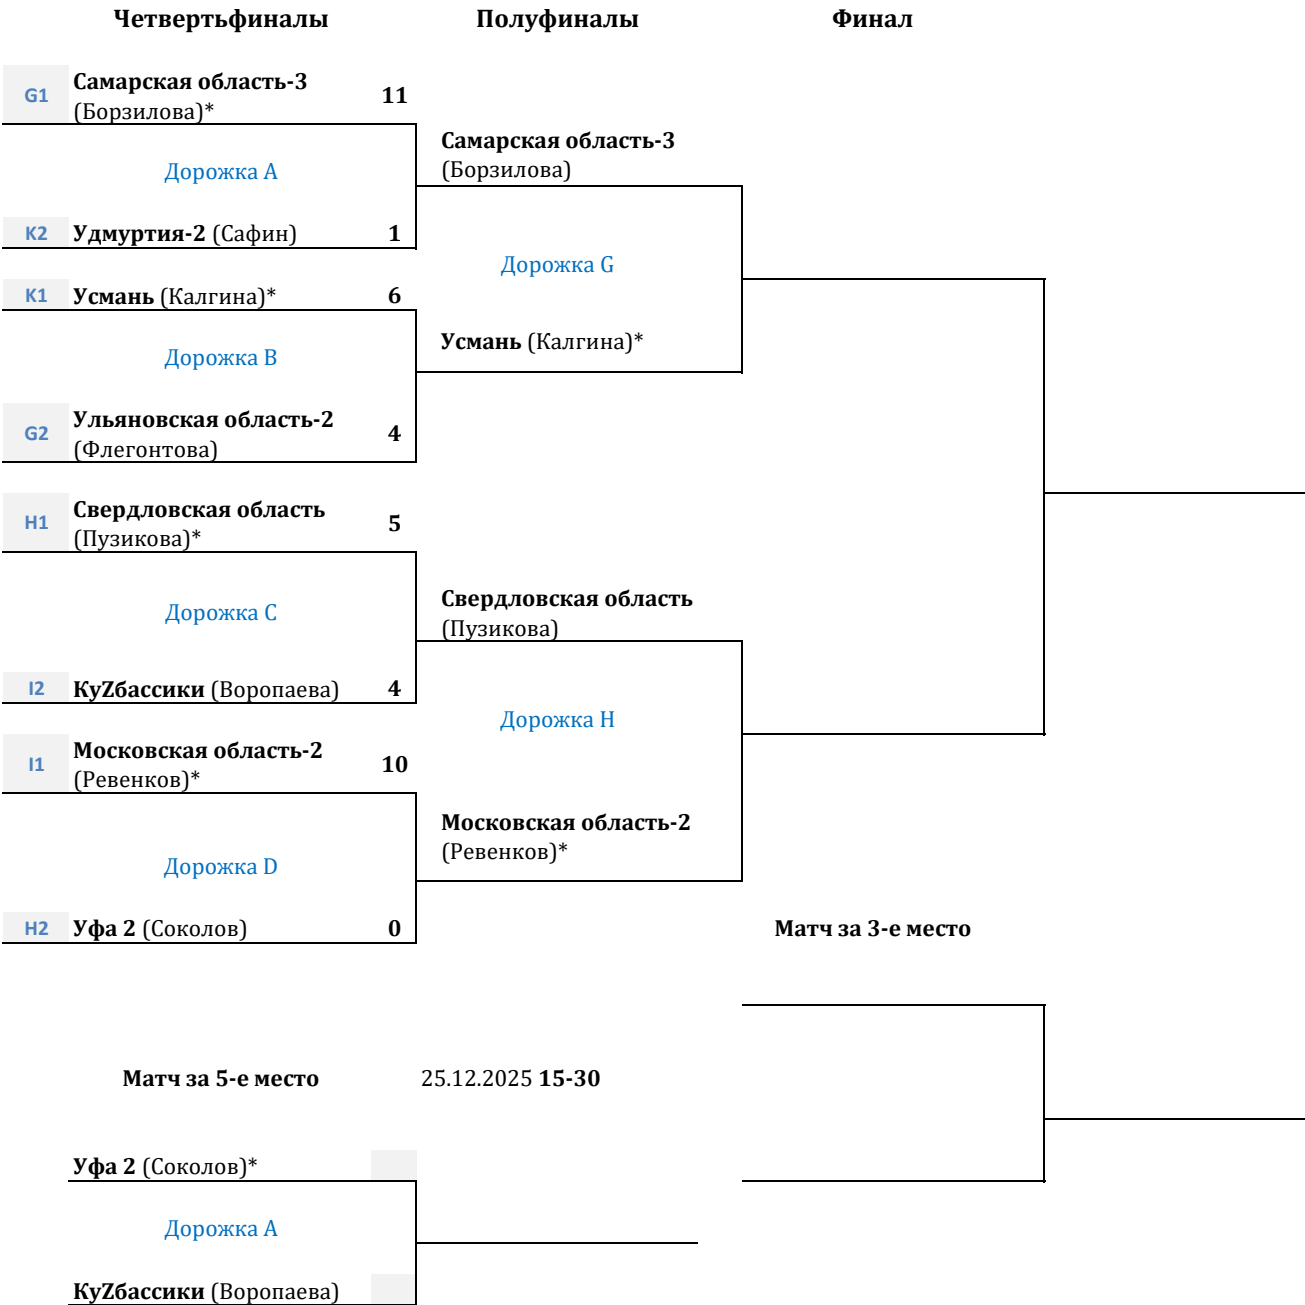 Четвертьфиналы Полуфиналы Финал
G1 Самарская область-3 (Борзилова)* 11
Дорожка A
K2 Удмуртия-2 (Сафин) 1
K1 Усмань (Калгина)* 6
Дорожка B
G2 Ульяновская область-2 (Флегонтова) 4
H1 Свердловская область (Пузикова)* 5
Дорожка C
I2 КуZбассики (Воропаева) 4
I1 Московская область-2 (Ревенков)* 10
Дорожка D
H2 Уфа 2 (Соколов) 0
Самарская область-3
(Борзилова)
Дорожка G
Усмань (Калгина)*
Свердловская область
(Пузикова)
Дорожка H
Московская область-2
(Ревенков)*
Матч за 3-е место
Матч за 5-е место 25.12.2025 15-30
Уфа 2 (Соколов)*
Дорожка A
КуZбассики (Воропаева)